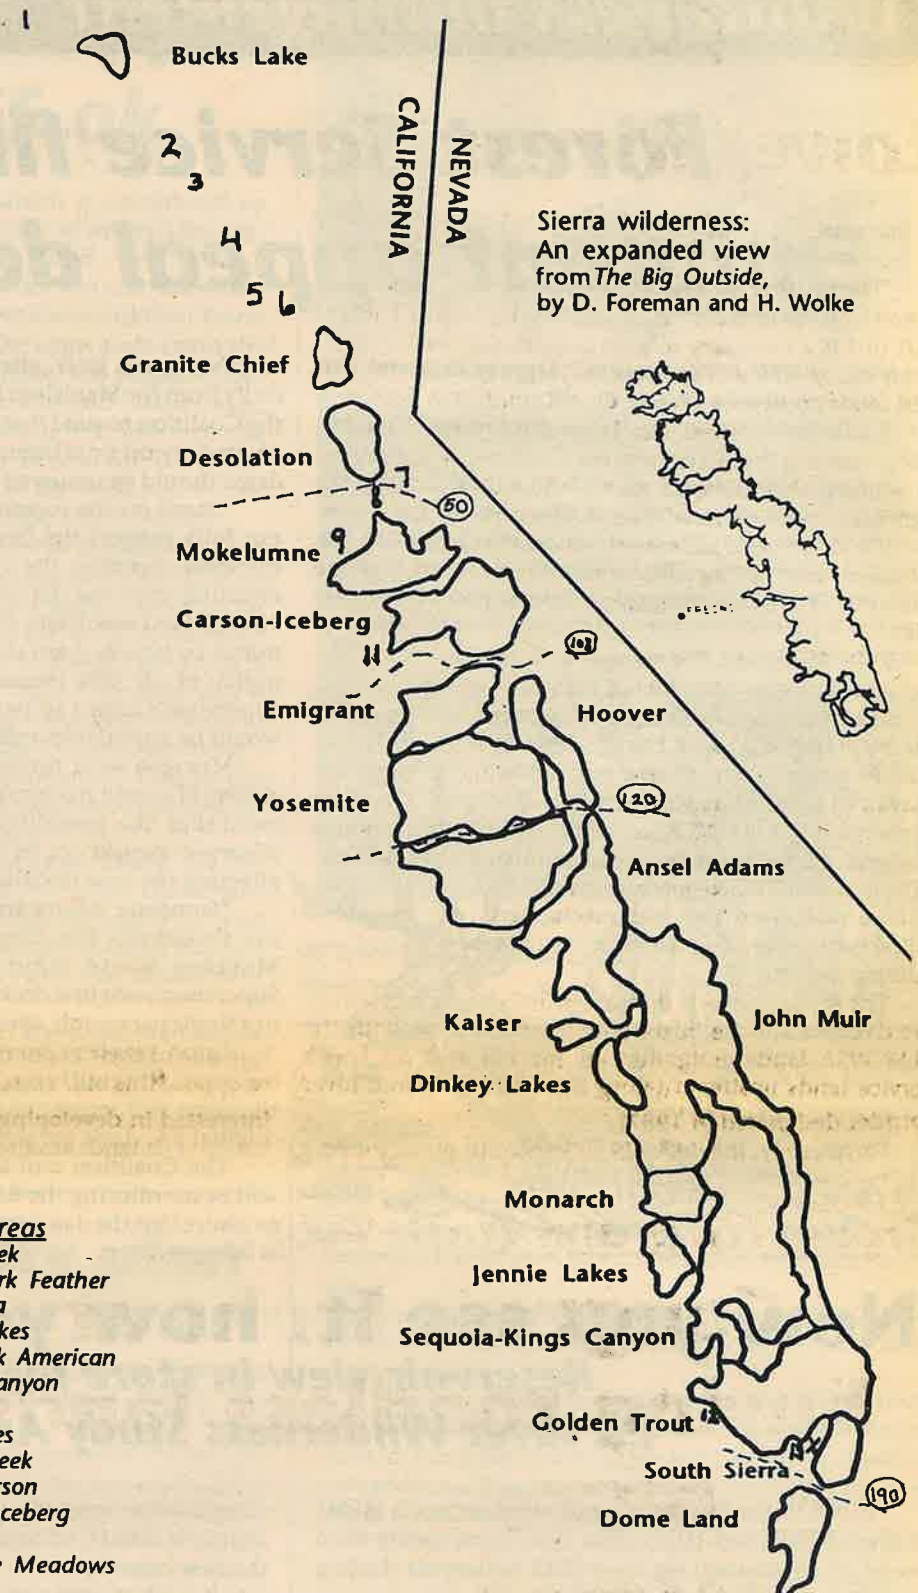 1
Bucks Lake
CALIFORNIA
NEVADA
2
3
Sierra wilderness:
An expanded view
from The Big Outside,
by D. Foreman and H. Wolke
4
5 6
Granite Chief
Desolation
7
50
Mokelumne 9
Carson-Iceberg
11
108
Emigrant
Hoover
Yosemite
120
Ansel Adams
Kaiser
John Muir
Dinkey Lakes
Monarch
Jennie Lakes
Sequoia-Kings Canyon
Golden Trout 12
South Sierra
190
Dome Land
reas
ek
rk Feather
a
kes
k American
anyon
es
eek
rson
ceberg
Meadows